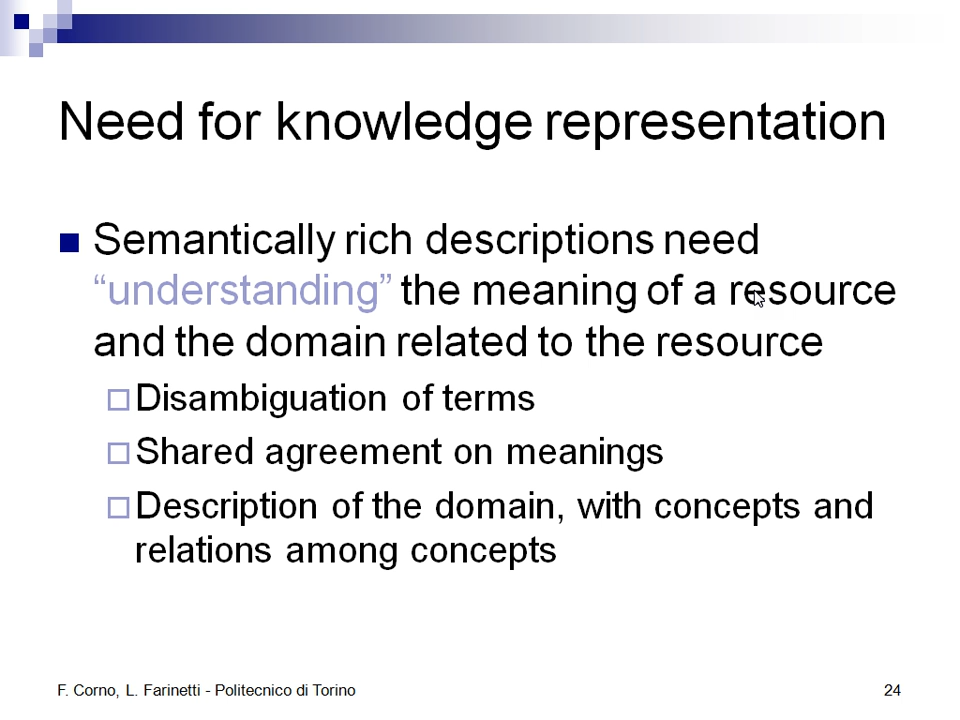 Need for knowledge representation
Semantically rich descriptions need
“understanding” the meaning of a resource
and the domain related to the resource
Disambiguation of terms
Shared agreement on meanings
Description of the domain, with concepts and
relations among concepts
F. Corno, L. Farinetti - Politecnico di Torino
24